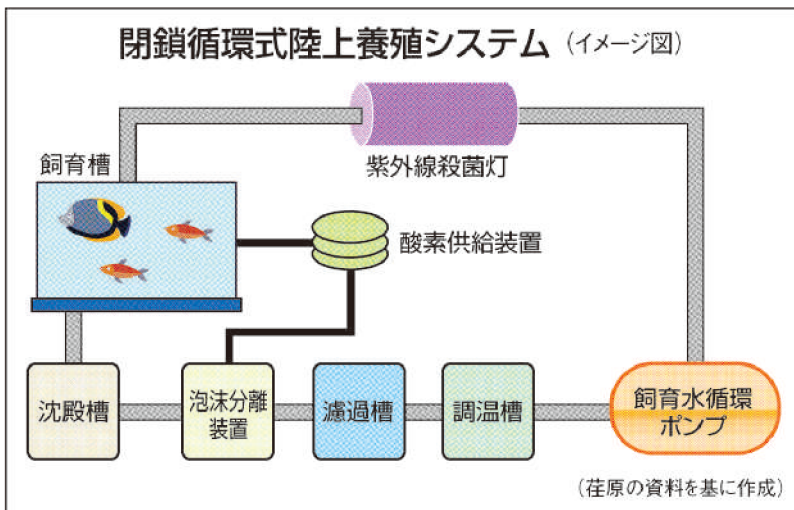 閉鎖循環式陸上養殖システム（イメージ図）
飼育槽
紫外線殺菌灯
酸素供給装置
沈殿槽
泡沫分離
装置
濾過槽
調温槽
飼育水循環
ポンプ
（荏原の資料を基に作成）